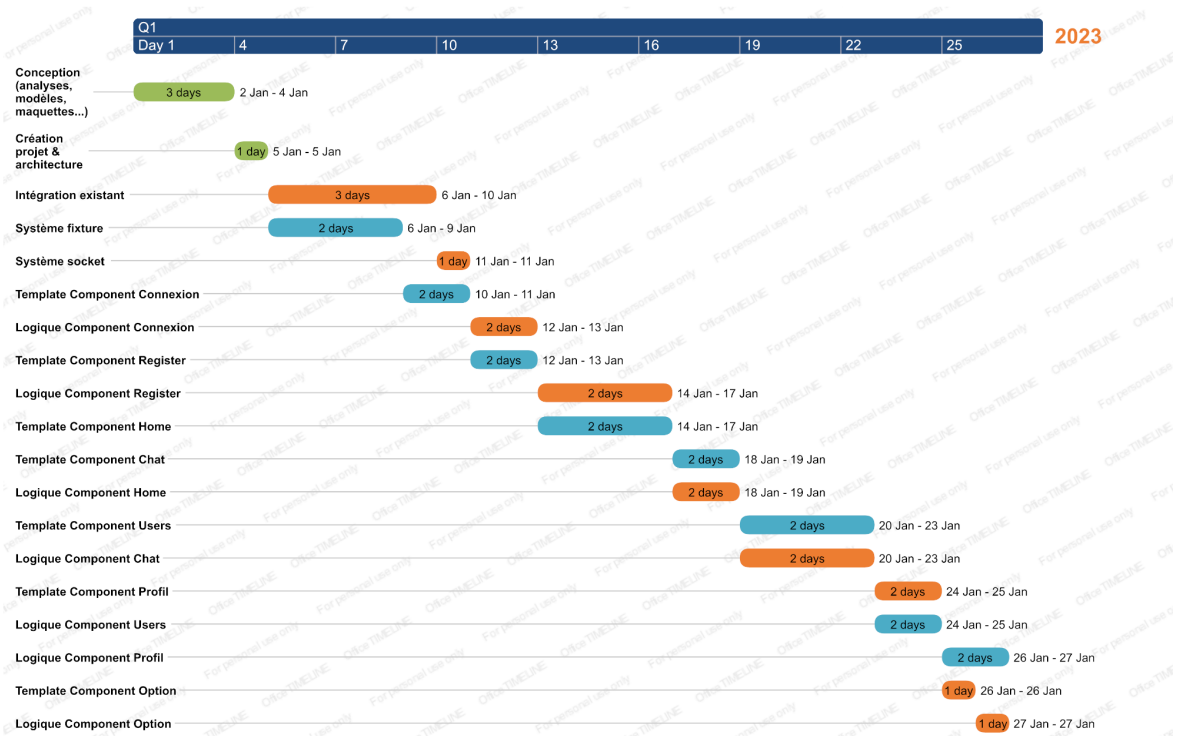 Q1
2023
Day 1 4 7 10 13 16 19 22 25
Conception
(analyses,
modèles,
maquettes...)
3 days 2 Jan - 4 Jan
Création
projet &
architecture
1 day 5 Jan - 5 Jan
Intégration existant 3 days 6 Jan - 10 Jan
Système fixture 2 days 6 Jan - 9 Jan
Système socket 1 day 11 Jan - 11 Jan
Template Component Connexion 2 days 10 Jan - 11 Jan
Logique Component Connexion 2 days 12 Jan - 13 Jan
Template Component Register 2 days 12 Jan - 13 Jan
Logique Component Register 2 days 14 Jan - 17 Jan
Template Component Home 2 days 14 Jan - 17 Jan
Template Component Chat 2 days 18 Jan - 19 Jan
Logique Component Home 2 days 18 Jan - 19 Jan
Template Component Users 2 days 20 Jan - 23 Jan
Logique Component Chat 2 days 20 Jan - 23 Jan
Template Component Profil 2 days 24 Jan - 25 Jan
Logique Component Users 2 days 24 Jan - 25 Jan
Logique Component Profil 2 days 26 Jan - 27 Jan
Template Component Option 1 day 26 Jan - 26 Jan
Logique Component Option 1 day 27 Jan - 27 Jan
For personal use only
Office TIMELINE